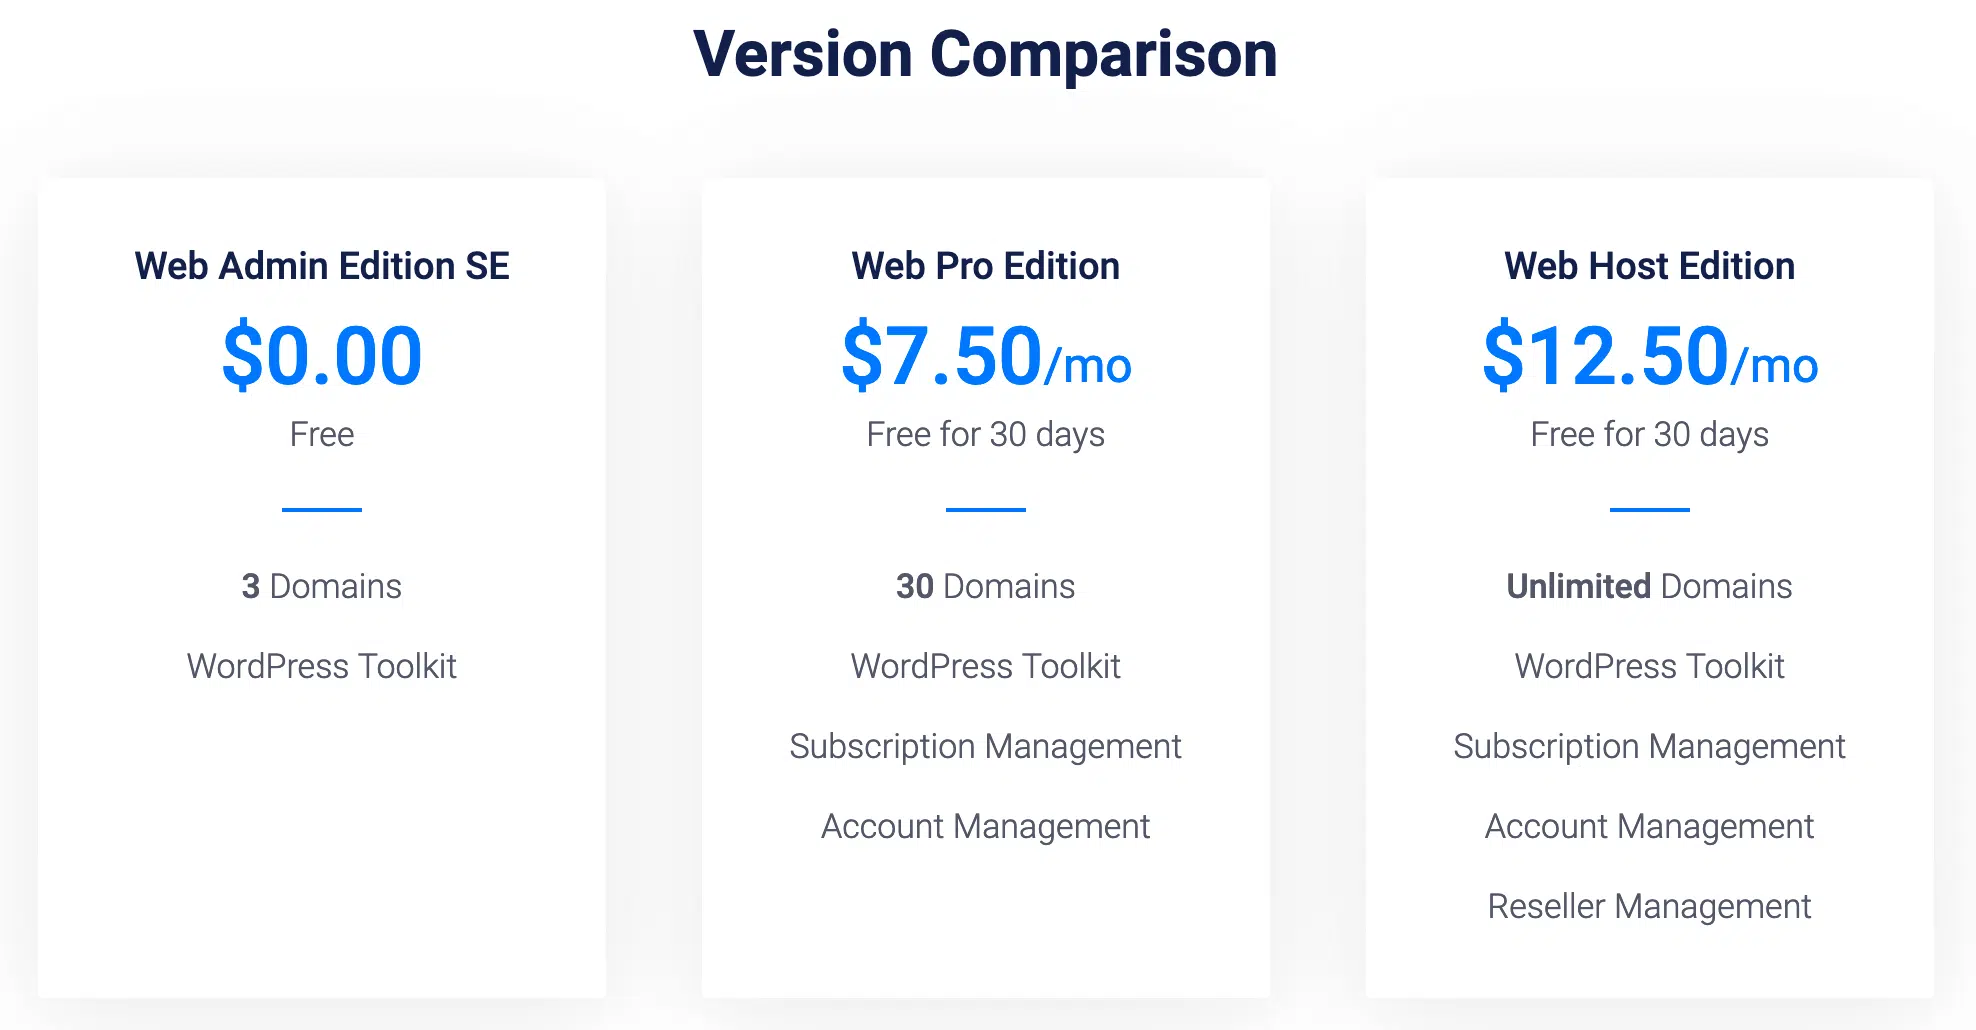 Version Comparison
Web Admin Edition SE
$0.00
Free
3 Domains
WordPress Toolkit
Web Pro Edition
$7.50/mo
Free for 30 days
30 Domains
WordPress Toolkit
Subscription Management
Account Management
Web Host Edition
$12.50/mo
Free for 30 days
Unlimited Domains
WordPress Toolkit
Subscription Management
Account Management
Reseller Management